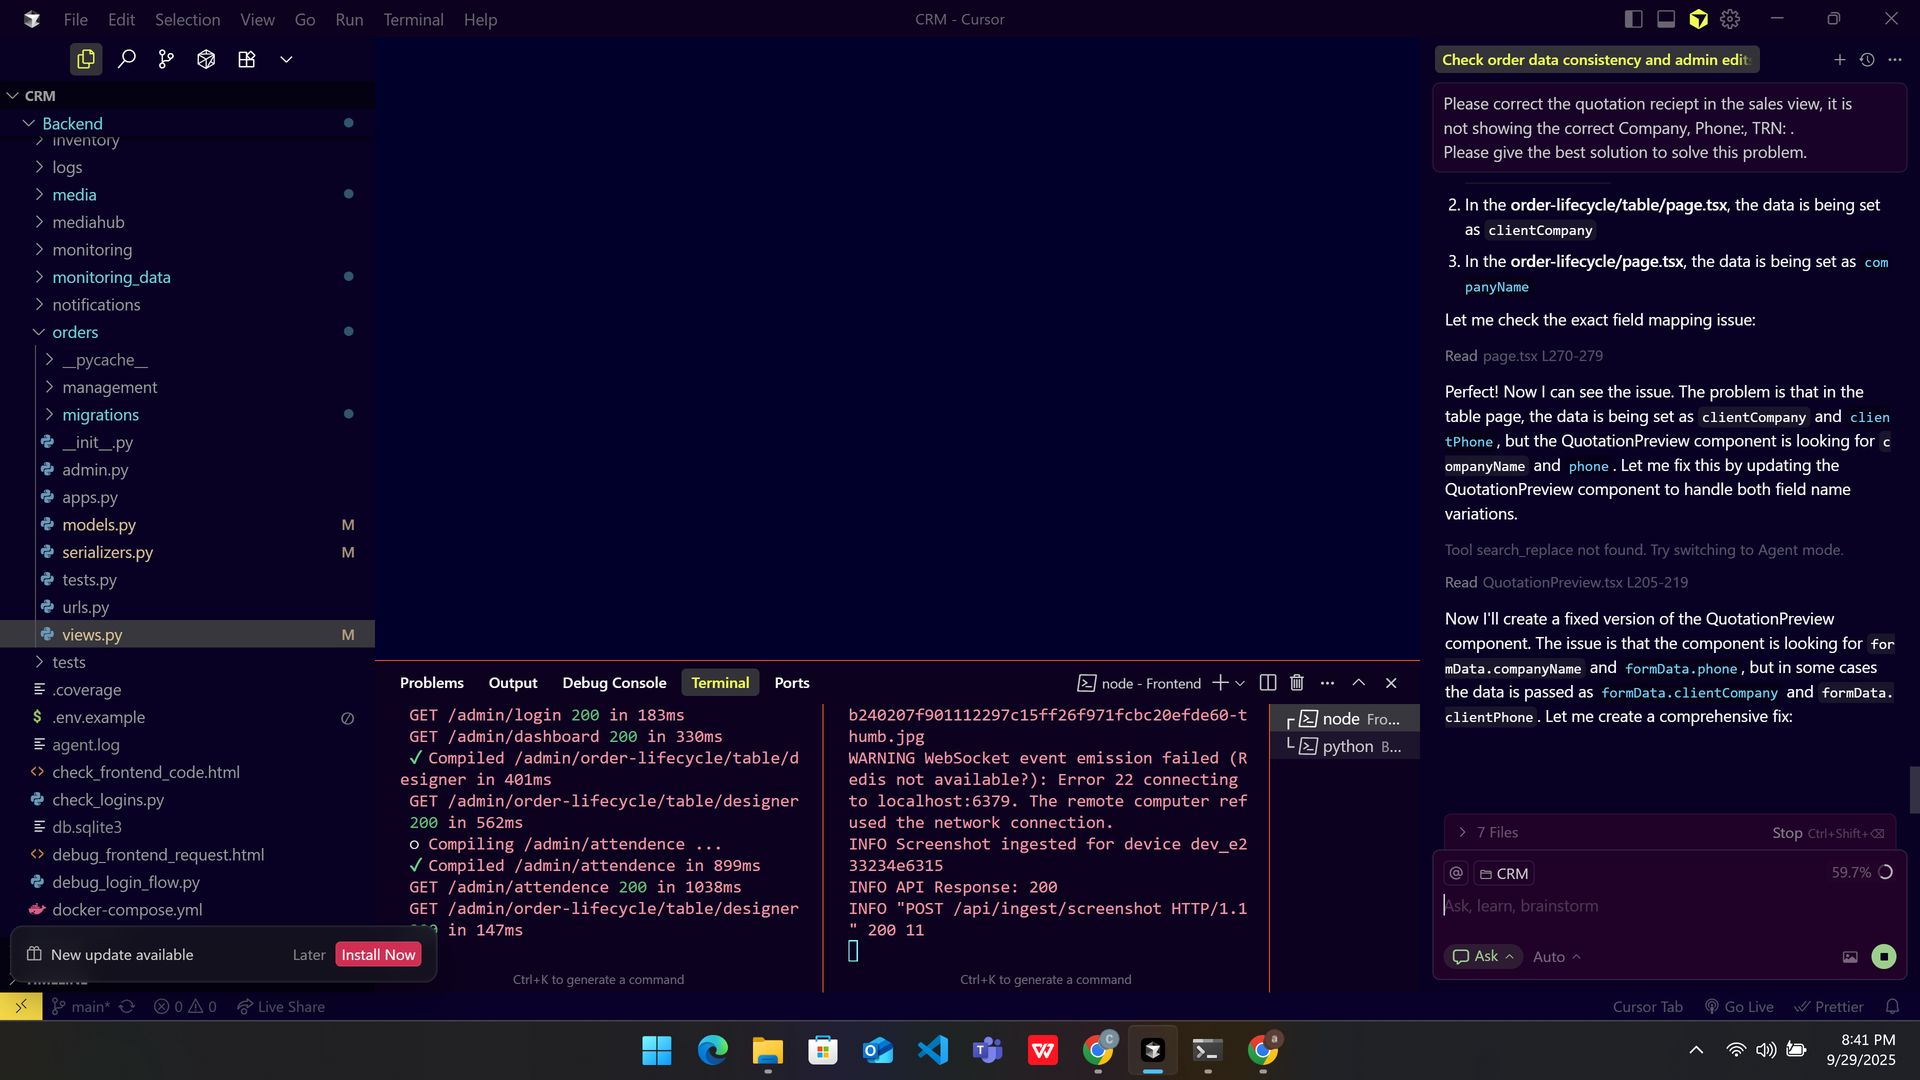 File Edit Selection View Go Run Terminal Help
CRM - Cursor
CRM
Backend
inventory
logs
media
mediahub
monitoring
monitoring_data
notifications
orders
__pycache__
management
migrations
__init__.py
admin.py
apps.py
models.py M
serializers.py M
tests.py
urls.py
views.py M
tests
.coverage
.env.example
agent.log
check_frontend_code.html
check_logins.py
db.sqlite3
debug_frontend_request.html
debug_login_flow.py
docker-compose.yml
New update available Later Install Now
main* 0 0 Live Share
Problems Output Debug Console Terminal Ports
node - Frontend
GET /admin/login 200 in 183ms
GET /admin/dashboard 200 in 330ms
✓ Compiled /admin/order-lifecycle/table/d
esigner in 401ms
GET /admin/order-lifecycle/table/designer
200 in 562ms
○ Compiling /admin/attendence ...
✓ Compiled /admin/attendence in 899ms
GET /admin/attendence 200 in 1038ms
GET /admin/order-lifecycle/table/designer
in 147ms
Ctrl+K to generate a command
b240207f901112297c15ff26f971fcbc20efde60-t
humb.jpg
WARNING WebSocket event emission failed (R
edis not available?): Error 22 connecting
to localhost:6379. The remote computer ref
used the network connection.
INFO Screenshot ingested for device dev_e2
33234e6315
INFO API Response: 200
INFO "POST /api/ingest/screenshot HTTP/1.1
" 200 11
Ctrl+K to generate a command
node Fro...
python B...
Check order data consistency and admin edit
Please correct the quotation reciept in the sales view, it is
not showing the correct Company, Phone:, TRN: .
Please give the best solution to solve this problem.
2. In the order-lifecycle/table/page.tsx, the data is being set
as clientCompany
3. In the order-lifecycle/page.tsx, the data is being set as com
panyName
Let me check the exact field mapping issue:
Read page.tsx L270-279
Perfect! Now I can see the issue. The problem is that in the
table page, the data is being set as clientCompany and clien
tPhone, but the QuotationPreview component is looking for c
ompanyName and phone. Let me fix this by updating the
QuotationPreview component to handle both field name
variations.
Tool search_replace not found. Try switching to Agent mode.
Read QuotationPreview.tsx L205-219
Now I'll create a fixed version of the QuotationPreview
component. The issue is that the component is looking for for
mData.companyName and formData.phone, but in some cases
the data is passed as formData.clientCompany and formData.
clientPhone. Let me create a comprehensive fix:
7 Files Stop Ctrl+Shift+⌫
@ CRM 59.7%
Ask, learn, brainstorm
Ask Auto
Cursor Tab Go Live Prettier
8:41 PM
9/29/2025